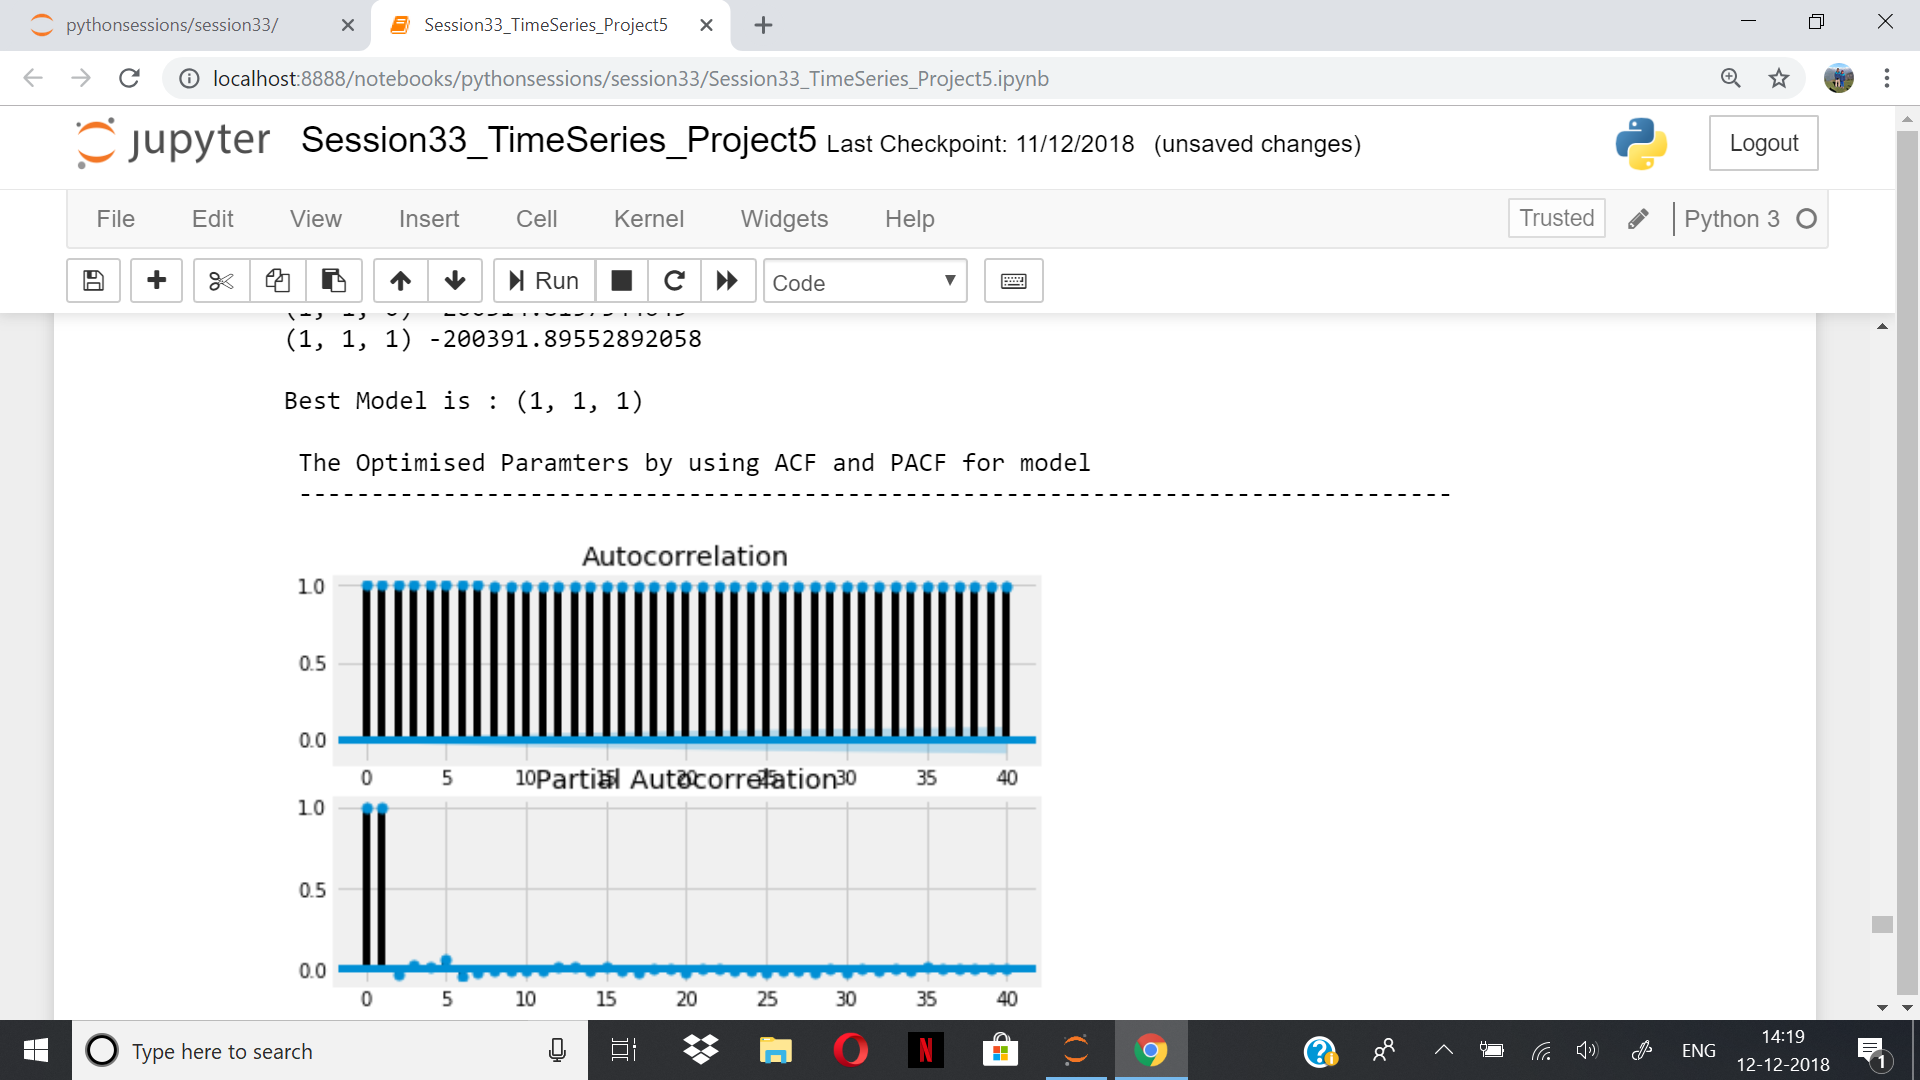 pythonsessions/session33/
Session33_TimeSeries_Project5
localhost:8888/notebooks/pythonsessions/session33/Session33_TimeSeries_Project5.ipynb
jupyter Session33_TimeSeries_Project5 Last Checkpoint: 11/12/2018 (unsaved changes)
Logout
File Edit View Insert Cell Kernel Widgets Help
Trusted Python 3
Run Code
(1, 1, 1) -200391.89552892058
Best Model is : (1, 1, 1)
The Optimised Paramters by using ACF and PACF for model
--------------------------------------------------------------------------------
Autocorrelation
1.0
0.5
0.0
0 5 10 15 20 25 30 35 40
Partial Autocorrelation
1.0
0.5
0.0
0 5 10 15 20 25 30 35 40
Type here to search
N
ENG
14:19
12-12-2018
1